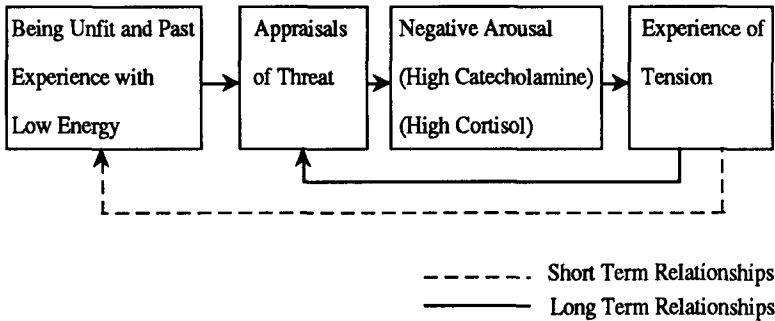 Being Unfit and Past
Experience with
Low Energy
Appraisals
of Threat
Negative Arousal
(High Catecholamine)
(High Cortisol)
Experience of
Tension
Short Term Relationships
Long Term Relationships